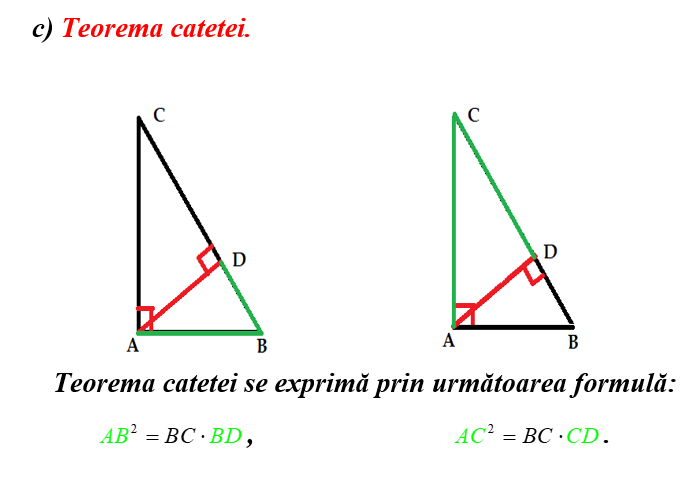 c) Teorema catetei.
C
C
D
D
A
B
A
B
Teorema catetei se exprimă prin următoarea formulă:
AB² = BC · BD ,
AC² = BC · CD .